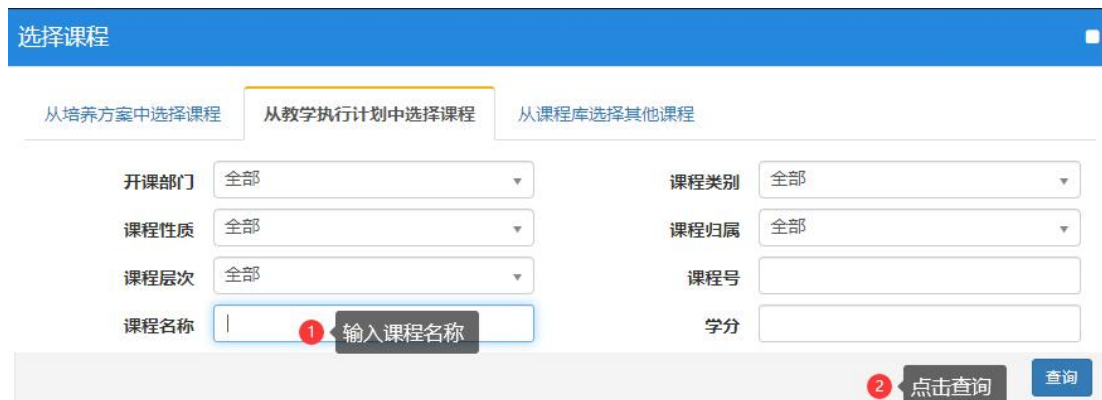 选择课程
从培养方案中选择课程 从教学执行计划中选择课程 从课程库选择其他课程
开课部门 全部 课程类别 全部
课程性质 全部 课程归属 全部
课程层次 全部 课程号
课程名称 1 输入课程名称 学分
2 点击查询 查询